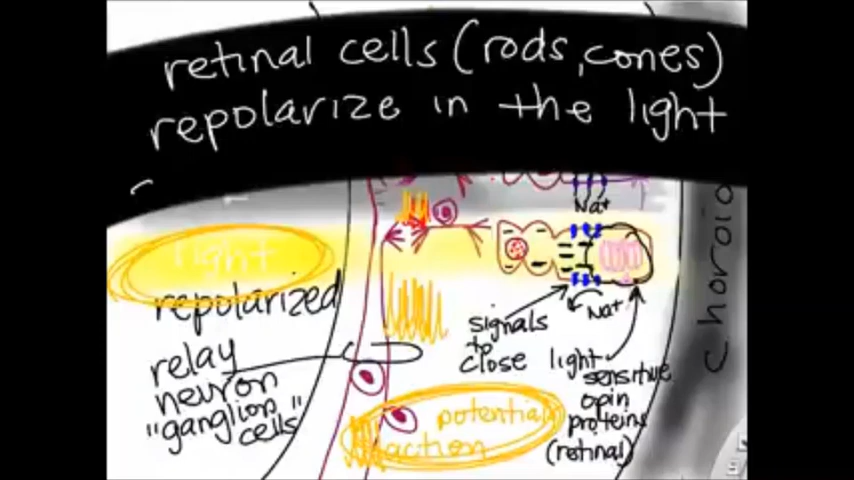 retinal cells (rods, cones)
repolarize in the light
Na+
light
repolarized
relay
neuron
"ganglion"
cells
signals
to
close
Na+
light
sensitive
opin
proteins
(retinal)
potential
action
choroid